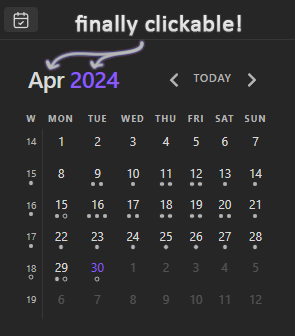 finally clickable!
Apr 2024
TODAY
W MON TUE WED THU FRI SAT SUN
14 1 2 3 4 5 6 7
15 8 9 10 11 12 13 14
16 15 16 17 18 19 20 21
17 22 23 24 25 26 27 28
18 29 30 1 2 3 4 5
19 6 7 8 9 10 11 12